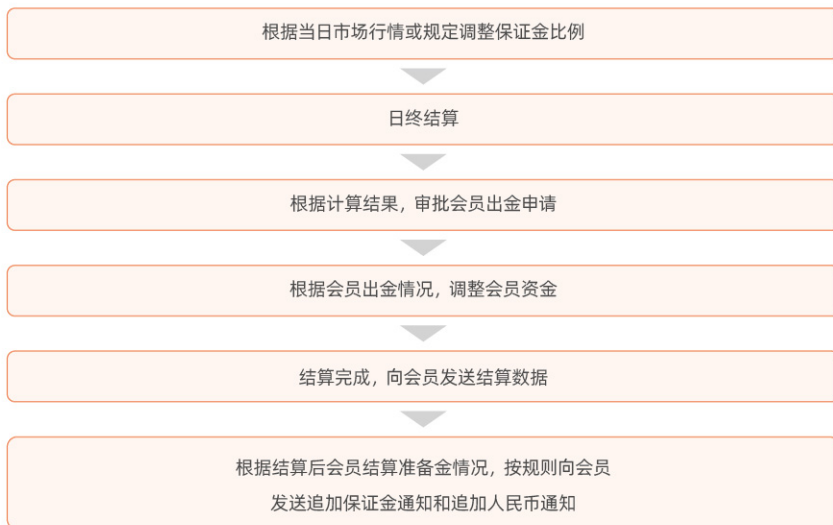 根据当日市场行情或规定调整保证金比例
日终结算
根据计算结果，审批会员出金申请
根据会员出金情况，调整会员资金
结算完成，向会员发送结算数据
根据结算后会员结算准备金情况，按规则向会员
发送追加保证金通知和追加人民币通知